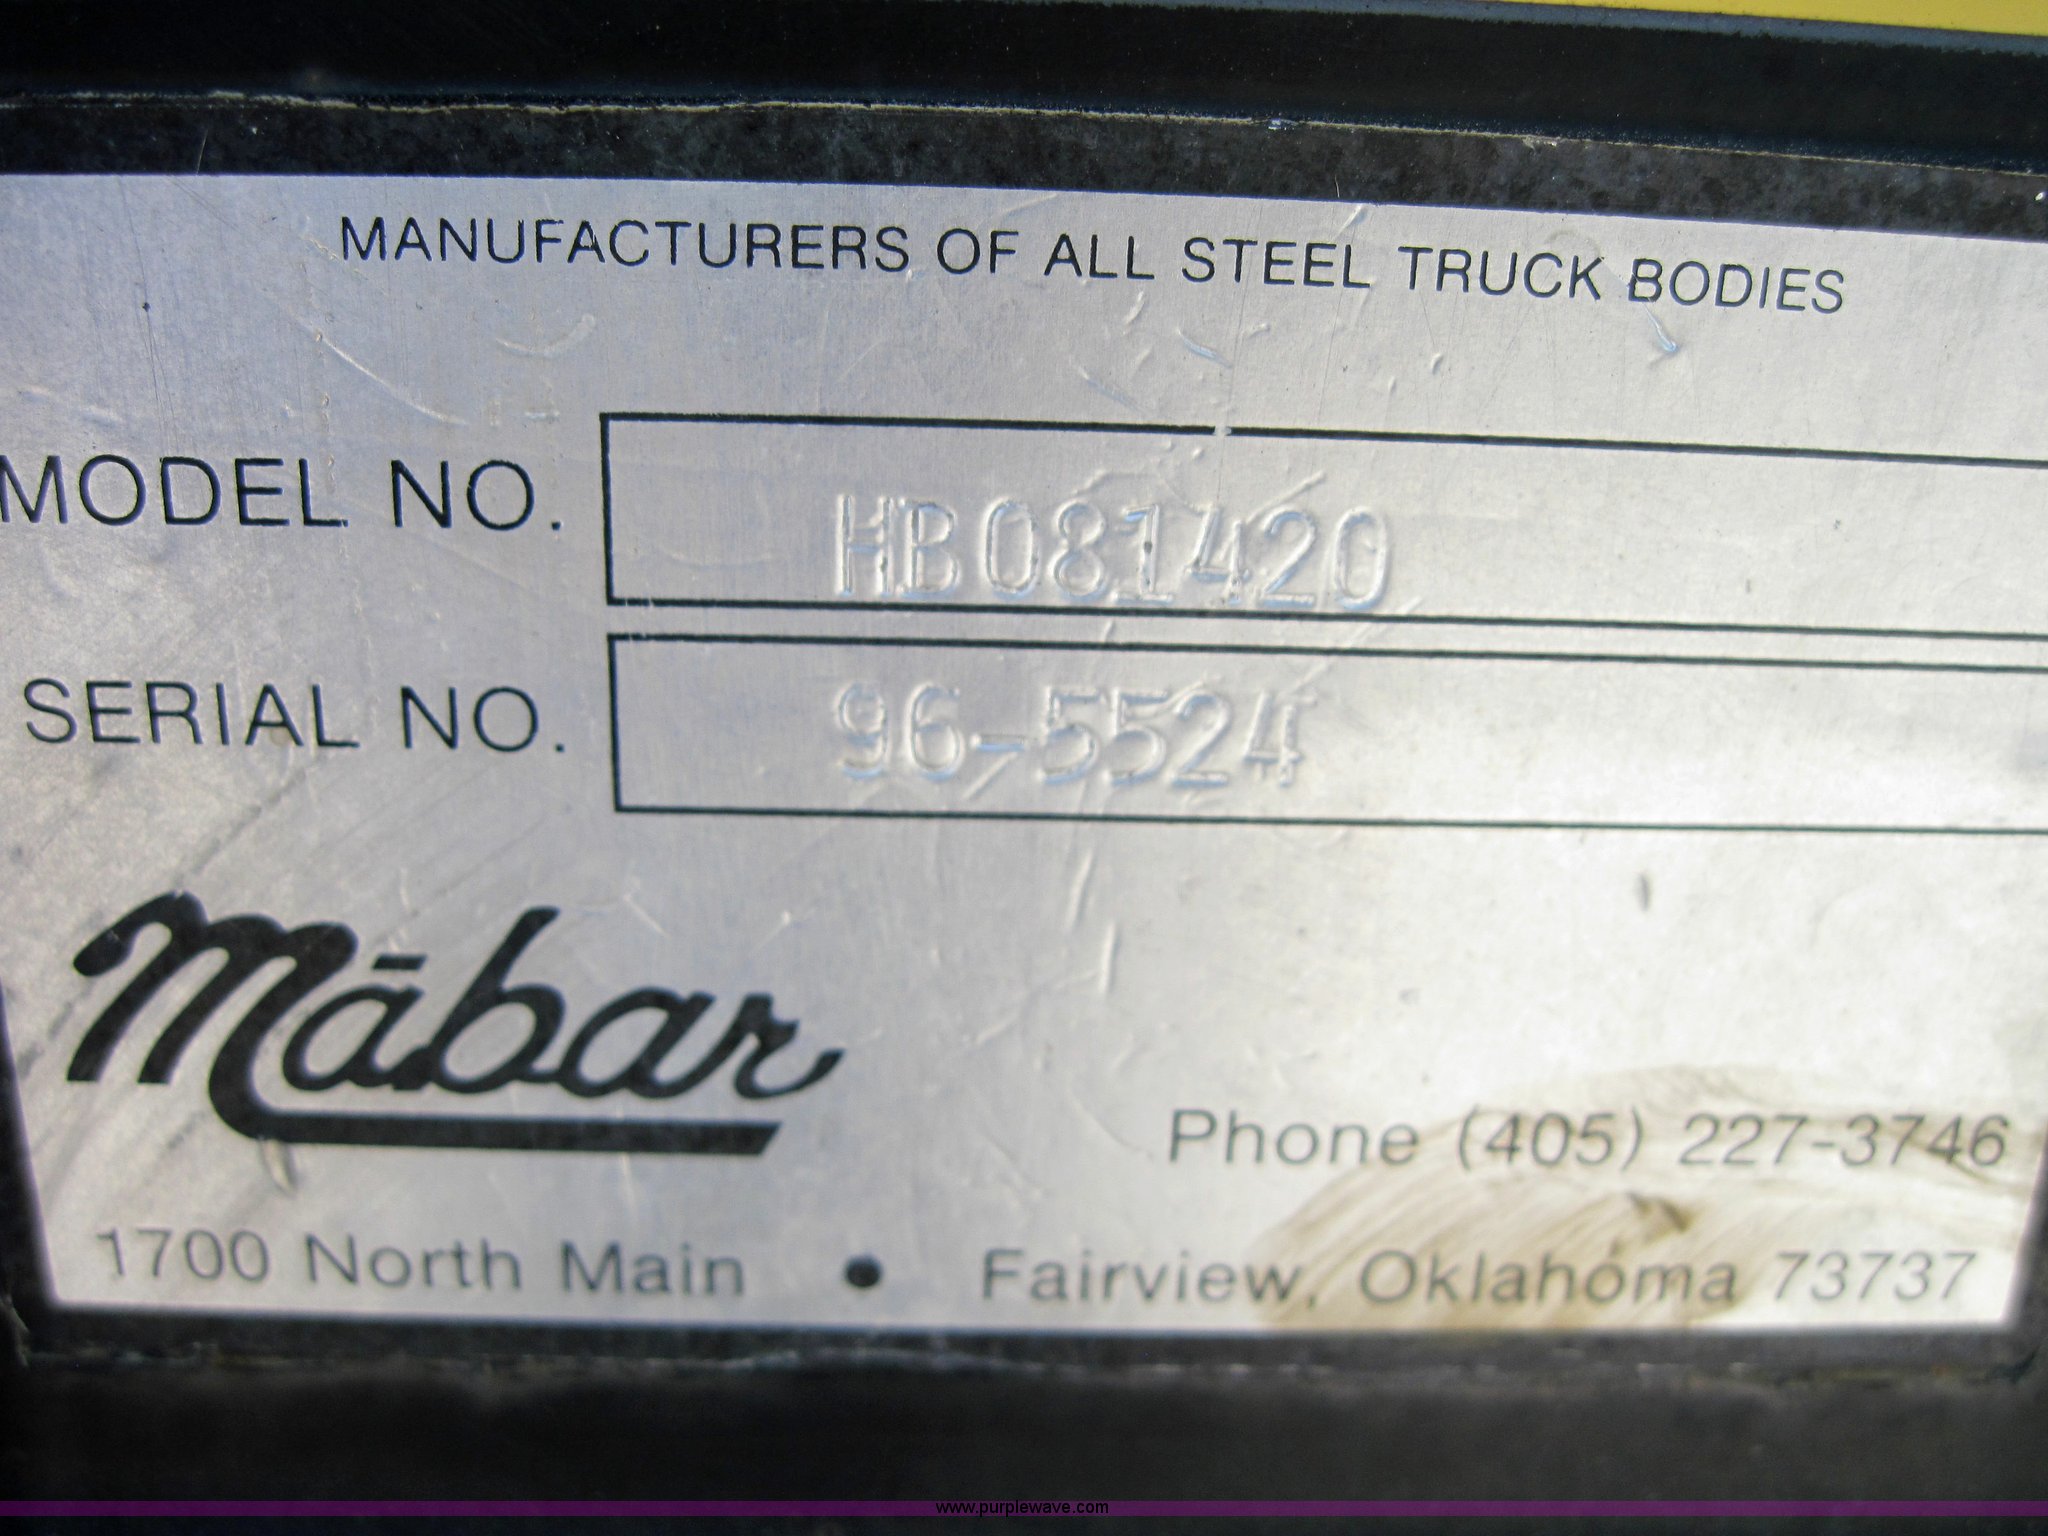 MANUFACTURERS OF ALL STEEL TRUCK BODIES
MODEL NO. HB081420
SERIAL NO. 96-5524
Mābar
Phone (405) 227-3746
1700 North Main • Fairview, Oklahoma 73737
www.purplewave.com